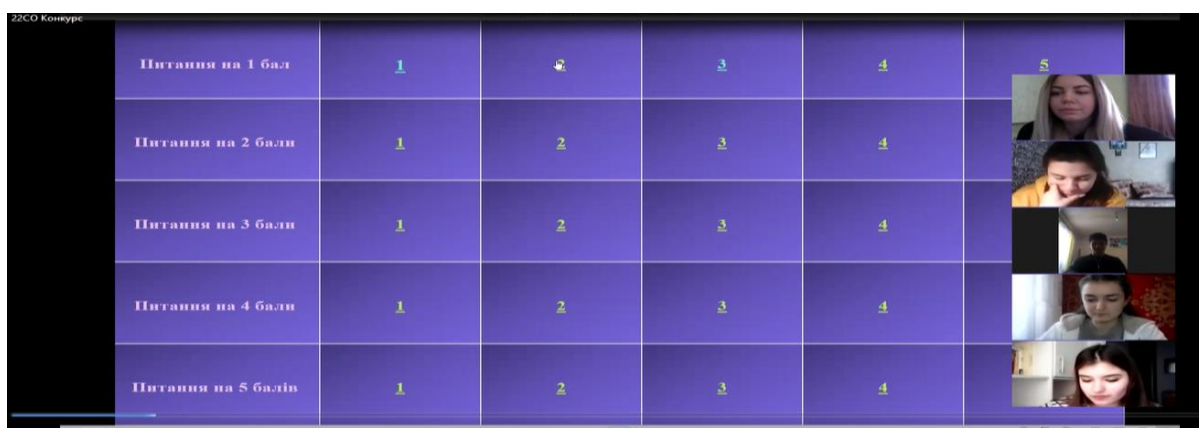 22СО Конкурс
Питання на 1 бал 1 2 3 4 5
Питання на 2 бали 1 2 3 4
Питання на 3 бали 1 2 3 4
Питання на 4 бали 1 2 3 4
Питання на 5 балів 1 2 3 4